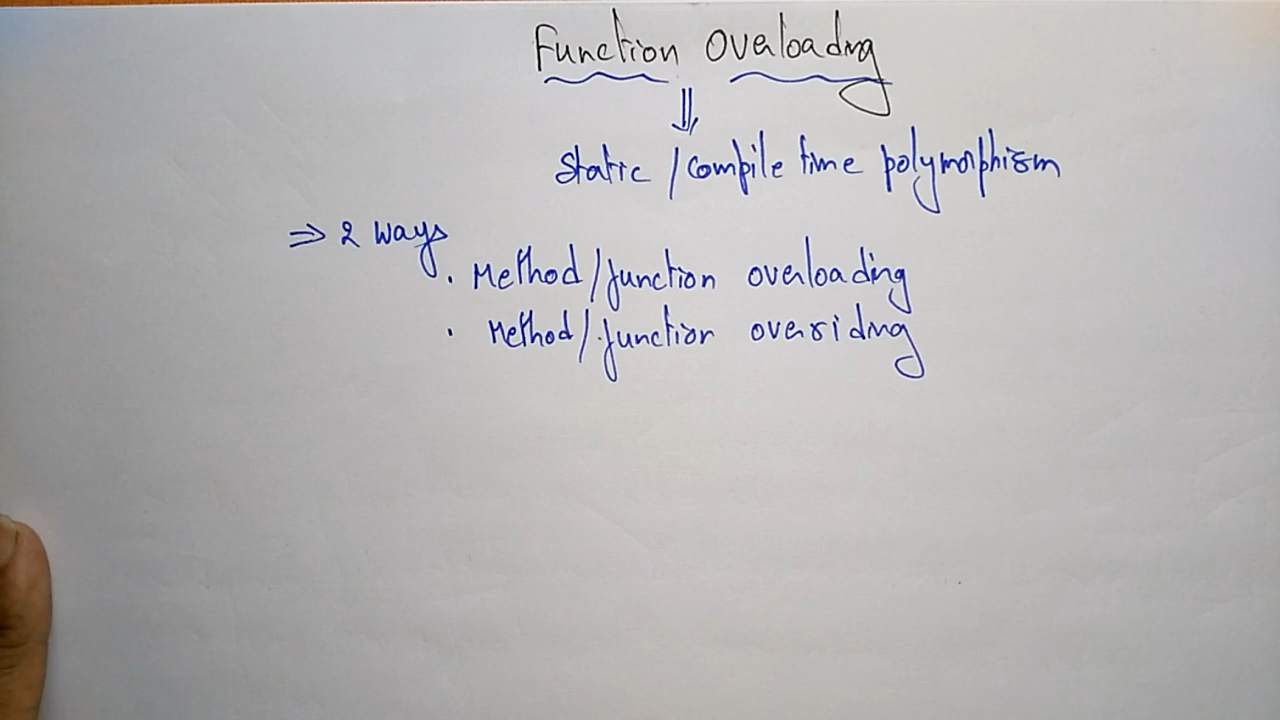 Function Overloading
⇓
Static / Compile time polymorphism
⇒ 2 ways
. Method/function overloading
. Method/function overriding